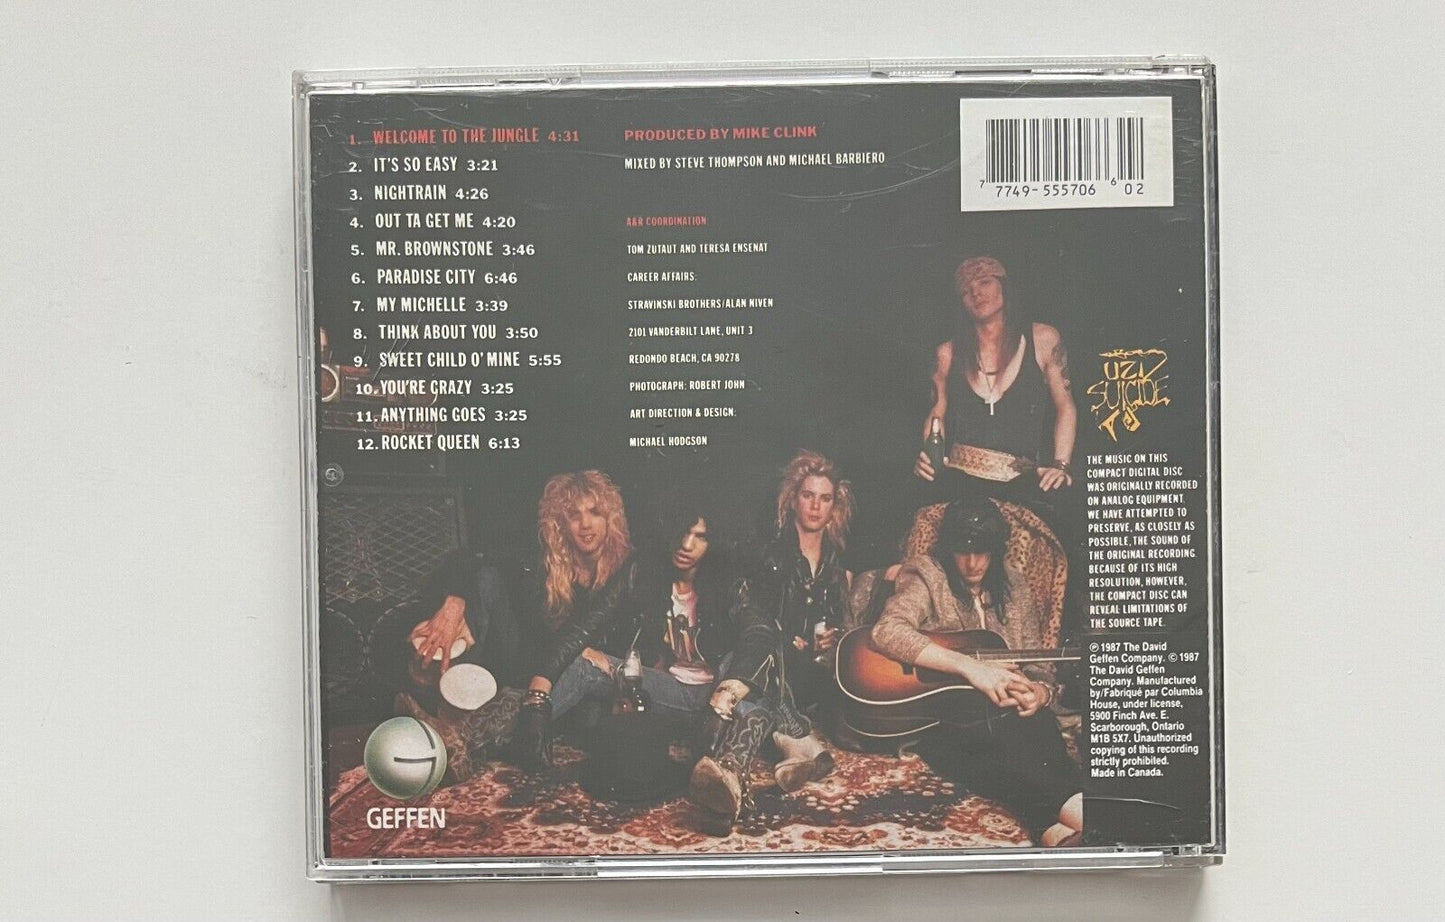 1. WELCOME TO THE JUNGLE 4:31
2. IT'S SO EASY 3:21
3. NIGHTRAIN 4:26
4. OUT TA GET ME 4:20
5. MR. BROWNSTONE 3:46
6. PARADISE CITY 6:46
7. MY MICHELLE 3:39
8. THINK ABOUT YOU 3:50
9. SWEET CHILD O' MINE 5:55
10. YOU'RE CRAZY 3:25
11. ANYTHING GOES 3:25
12. ROCKET QUEEN 6:13
PRODUCED BY MIKE CLINK
MIXED BY STEVE THOMPSON AND MICHAEL BARBIERO
A&R COORDINATION
TOM ZUTAUT AND TERESA ENSENAT
CAREER AFFAIRS:
STRAVINSKI BROTHERS/ALAN NIVEN
2101 VANDERBILT LANE, UNIT 3
REDONDO BEACH, CA 90278
PHOTOGRAPH: ROBERT JOHN
ART DIRECTION & DESIGN:
MICHAEL HODGSON
7 7749-555706 6 02
UZI
SUICIDE
THE MUSIC ON THIS
COMPACT DIGITAL DISC
WAS ORIGINALLY RECORDED
ON ANALOG EQUIPMENT.
WE HAVE ATTEMPTED TO
PRESERVE, AS CLOSELY AS
POSSIBLE, THE SOUND OF
THE ORIGINAL RECORDING.
BECAUSE OF ITS HIGH
RESOLUTION, HOWEVER,
THE COMPACT DISC CAN
REVEAL LIMITATIONS OF
THE SOURCE TAPE.
℗ 1987 The David
Geffen Company. © 1987
The David Geffen
Company. Manufactured
by/Fabriqué par Columbia
House, under license,
5900 Finch Ave. E.
Scarborough, Ontario
M1B 5X7. Unauthorized
copying of this recording
strictly prohibited.
Made in Canada.
GEFFEN